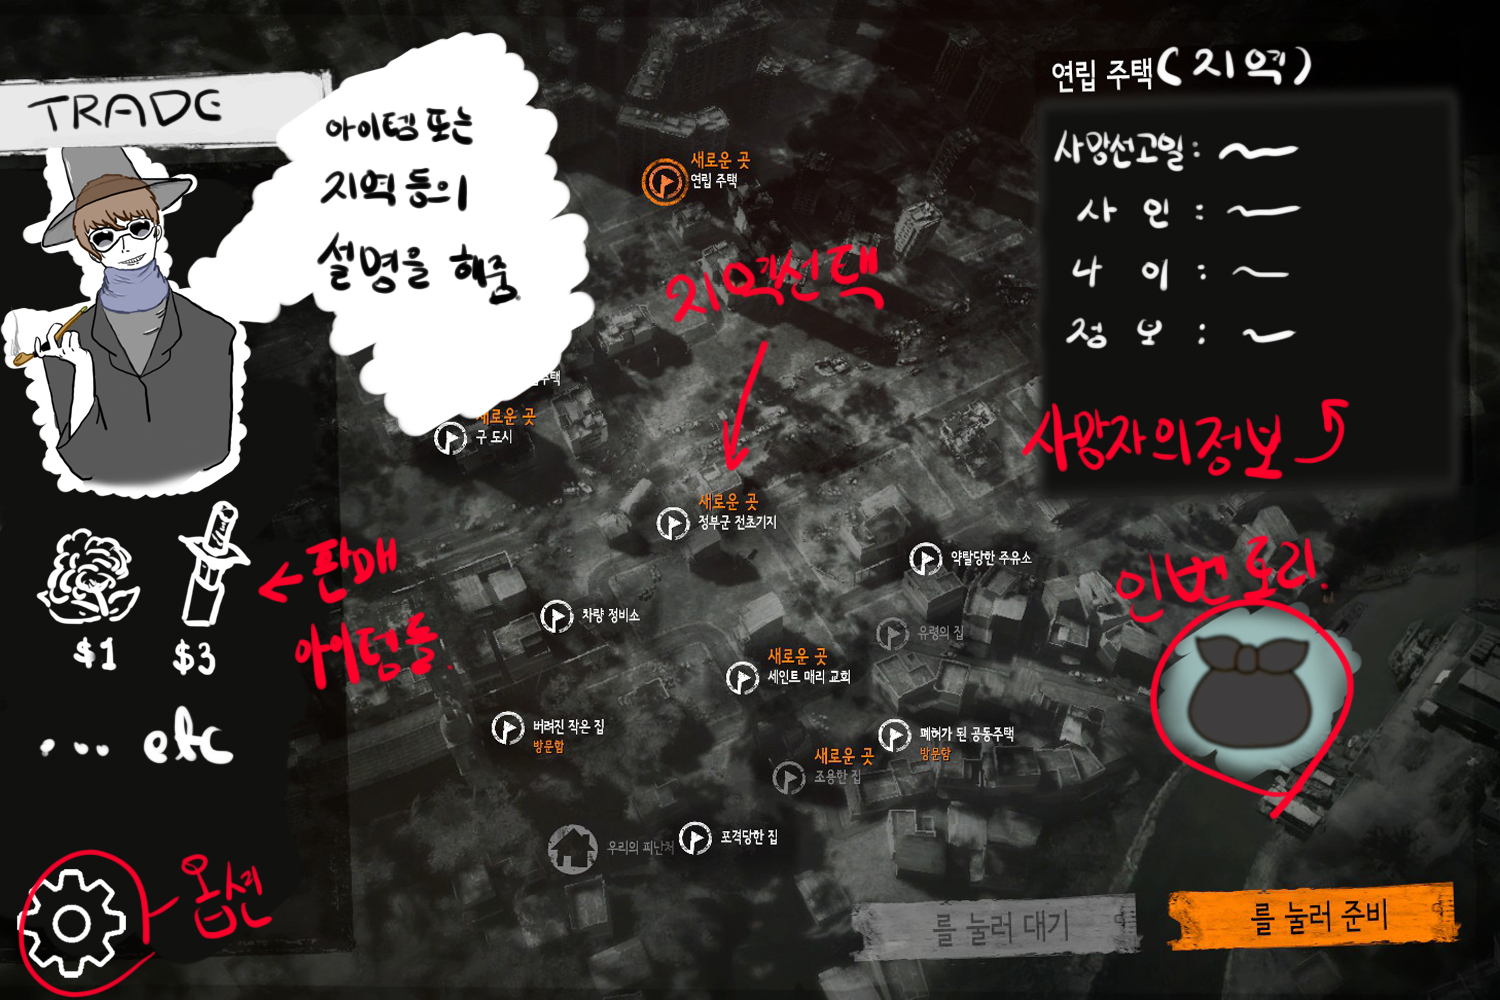 TRADE
아이템 또는
지역 등의
설명을 해줌.
연립 주택(지역)
사망선고일 : ~
사 인 : ~
나 이 : ~
정 보 : ~
사망자의정보
새로운 곳
연립 주택
지역선택
주택
새로운 곳
구 도시
새로운 곳
정부군 전초기지
약탈당한 주유소
판매
아이텀들.
$1
$3
... etc
차량 정비소
유령의 집
새로운 곳
세인트 매리 교회
인벤토리.
버려진 작은 집
방문함
폐허가 된 공동주택
방문함
새로운 곳
조용한 집
우리의 피난처
포격당한 집
옵션
를 눌러 대기
를 눌러 준비